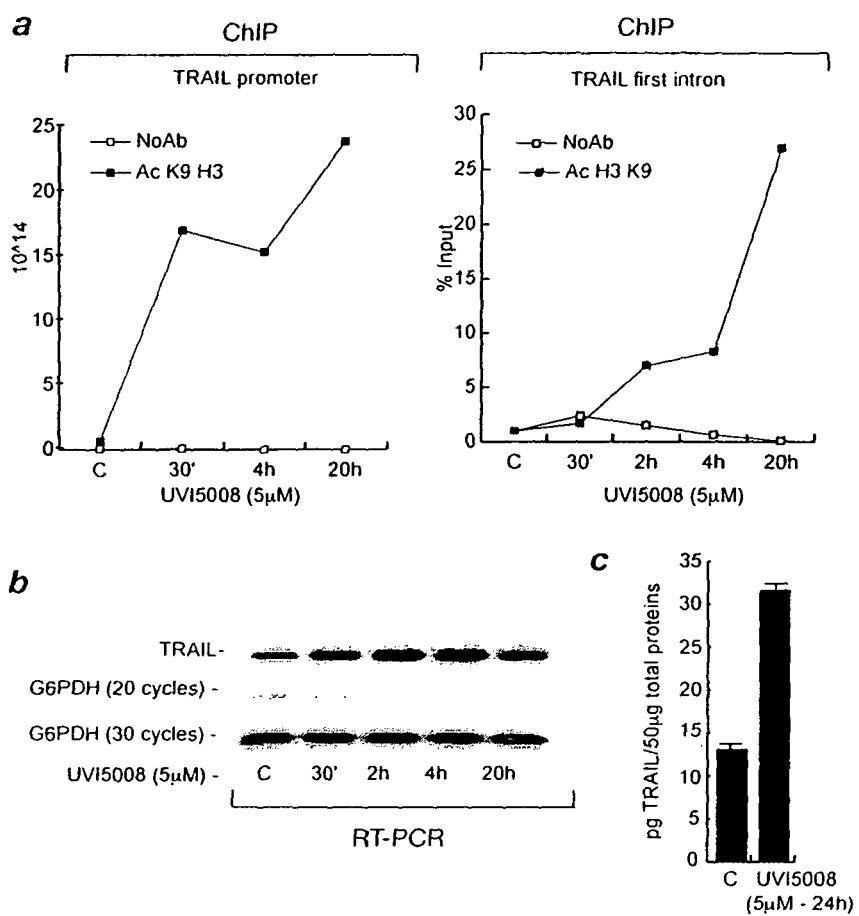 a
ChIP
TRAIL promoter
NoAb
Ac K9 H3
10^14
25
20
15
10
5
0
C 30' 4h 20h
UVI5008 (5μM)
ChIP
TRAIL first intron
NoAb
Ac H3 K9
% Input
30
25
20
15
10
5
0
C 30' 2h 4h 20h
UVI5008 (5μM)
b
TRAIL-
G6PDH (20 cycles) -
G6PDH (30 cycles) -
UVI5008 (5μM) - C 30' 2h 4h 20h
RT-PCR
c
pg TRAIL/50μg total proteins
35
30
25
20
15
10
5
0
C UVI5008
(5μM - 24h)